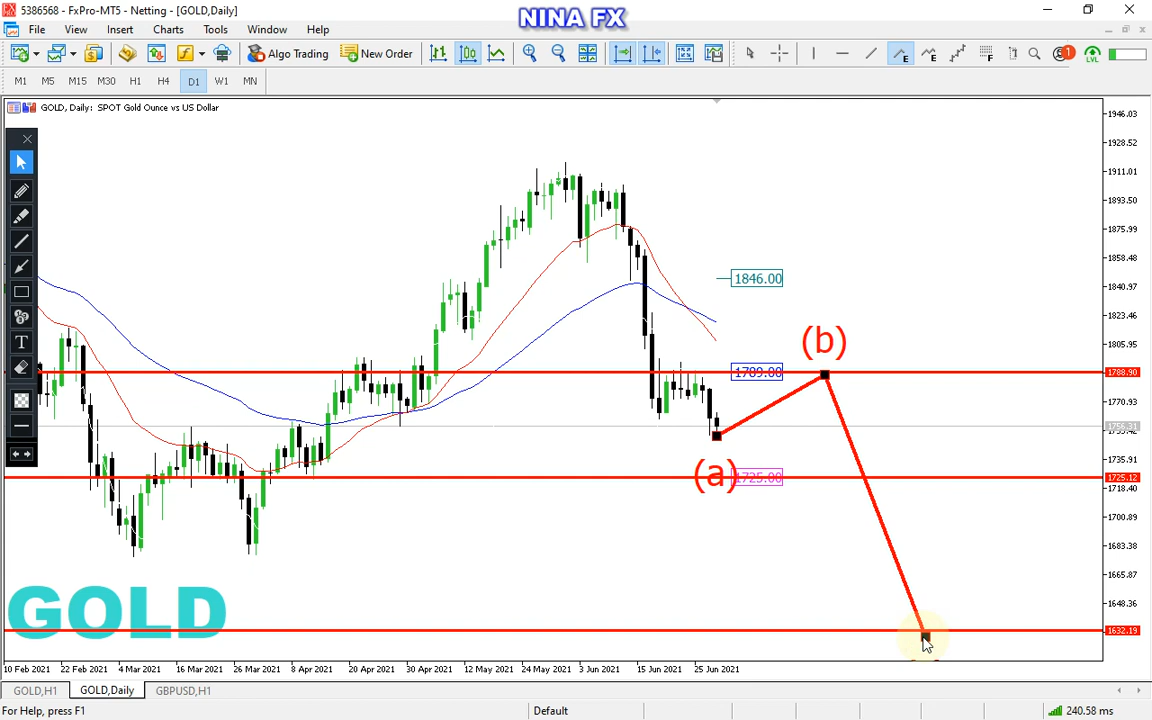 5386568 - FxPro-MT5 - Netting - [GOLD,Daily]
NINA FX
File View Insert Charts Tools Window Help
Algo Trading New Order
M1 M5 M15 M30 H1 H4 D1 W1 MN
GOLD, Daily: SPOT Gold Ounce vs US Dollar
1946.03
1928.52
1911.01
1893.50
1875.99
1858.48
1846.00
1840.97
1823.46
(b)
1805.95
1789.00
1788.90
1770.93
1735.91
(a)
1725.00
1725.12
1718.40
1700.89
1683.38
1665.87
1648.36
GOLD
1632.19
10 Feb 2021 22 Feb 2021 4 Mar 2021 16 Mar 2021 26 Mar 2021 8 Apr 2021 20 Apr 2021 30 Apr 2021 12 May 2021 24 May 2021 3 Jun 2021 15 Jun 2021 25 Jun 2021
GOLD,H1 GOLD,Daily GBPUSD,H1
For Help, press F1 Default 240.58 ms